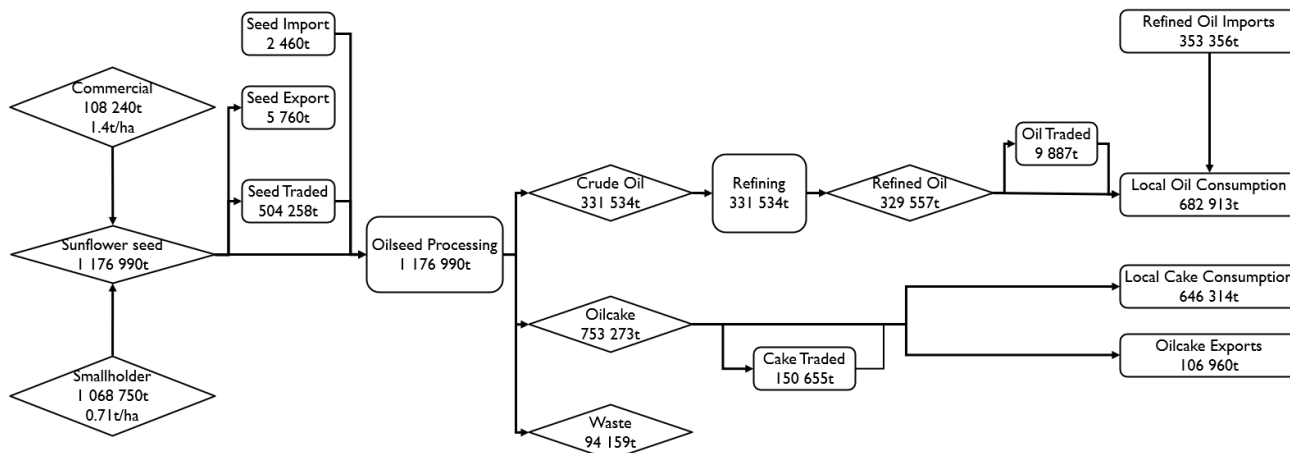 Seed Import
2 460t
Refined Oil Imports
353 356t
Commercial
108 240t
1.4t/ha
Seed Export
5 760t
Oil Traded
9 887t
Seed Traded
504 258t
Crude Oil
331 534t
Refining
331 534t
Refined Oil
329 557t
Local Oil Consumption
682 913t
Sunflower seed
1 176 990t
Oilseed Processing
1 176 990t
Local Cake Consumption
646 314t
Oilcake
753 273t
Cake Traded
150 655t
Oilcake Exports
106 960t
Smallholder
1 068 750t
0.71t/ha
Waste
94 159t